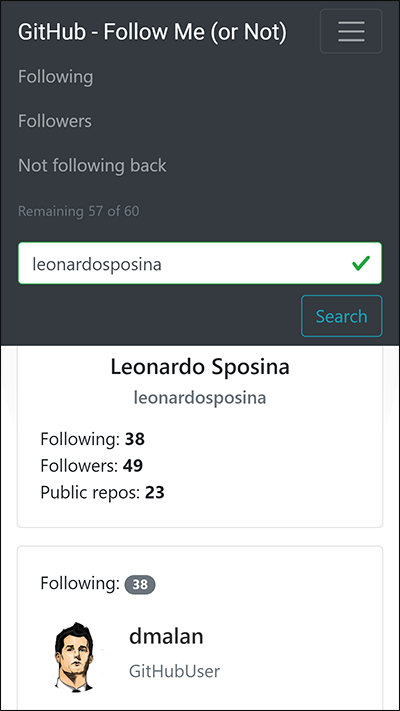 GitHub - Follow Me (or Not)
Following
Followers
Not following back
Remaining 57 of 60
leonardosposina
Search
Leonardo Sposina
leonardosposina
Following: 38
Followers: 49
Public repos: 23
Following: 38
dmalan
GitHubUser